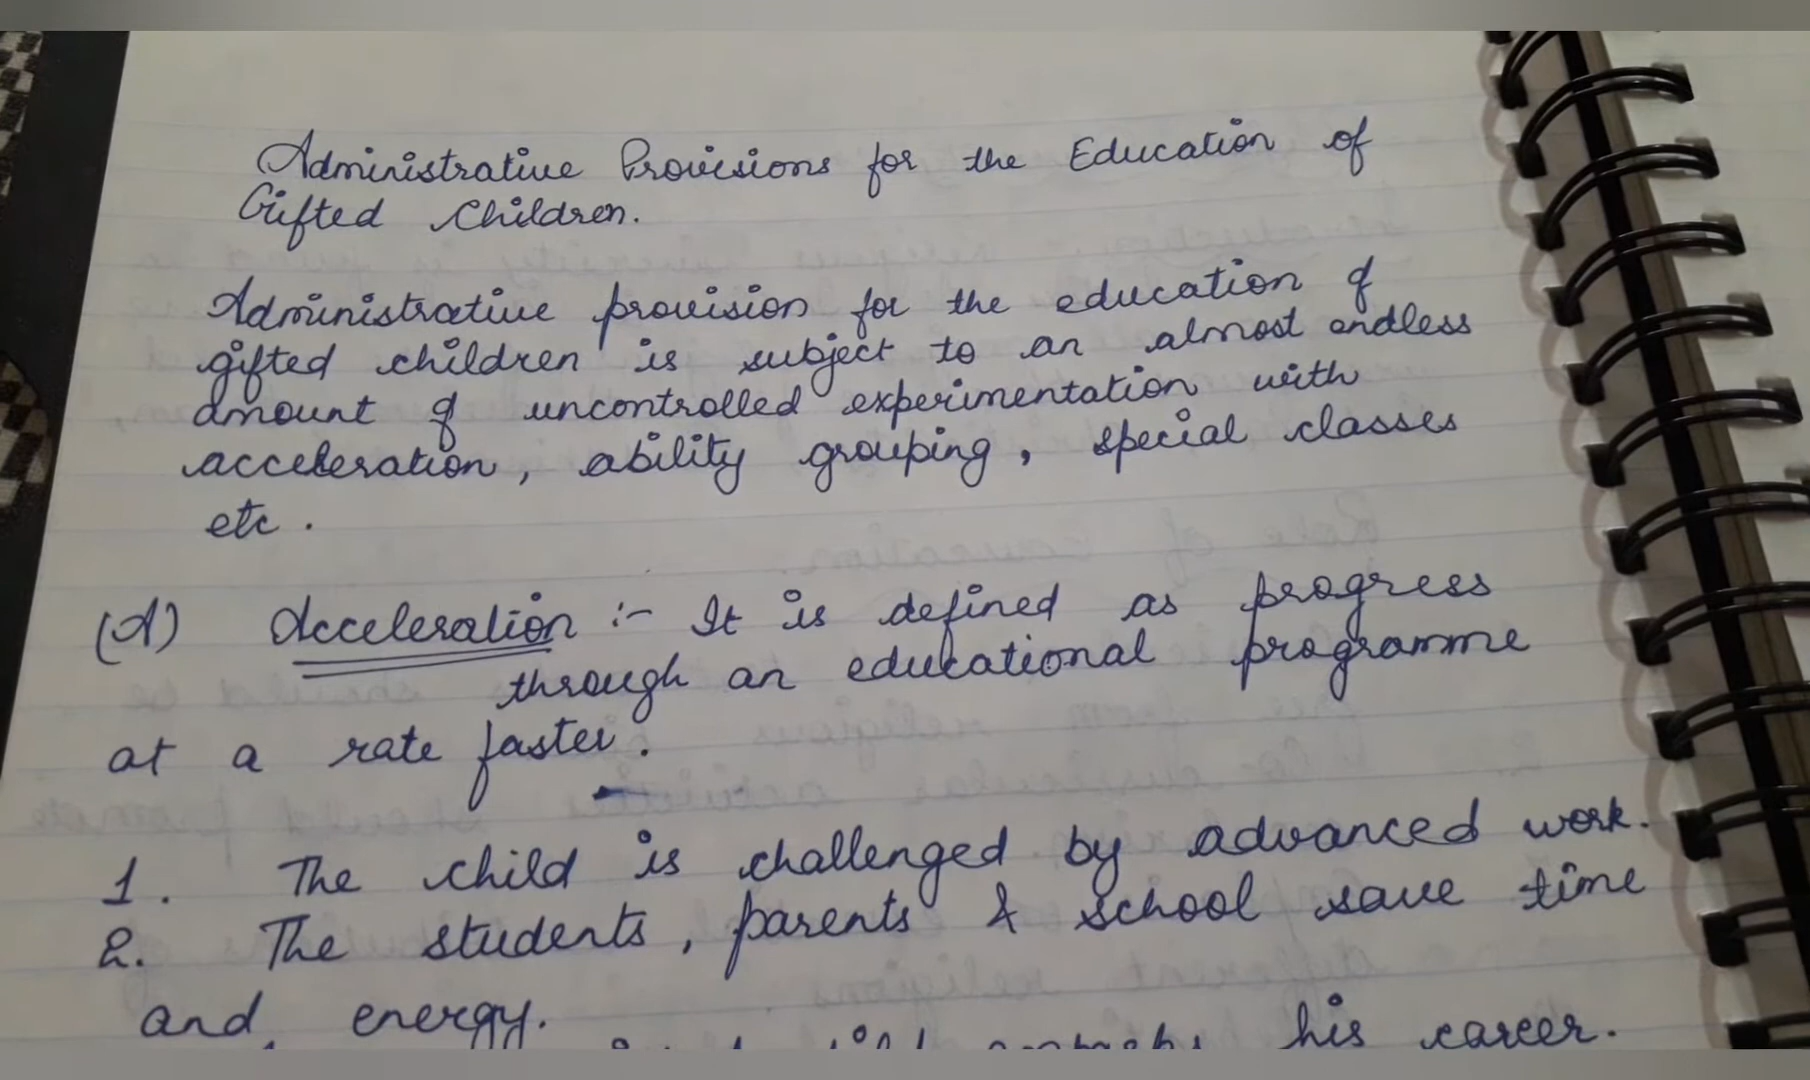 Administrative Provisions for the Education of
Gifted Children.
Administrative provision for the education of
gifted children is subject to an almost endless
amount of uncontrolled experimentation with
acceleration, ability grouping, special classes
etc.
(A) Acceleration :- It is defined as progress
through an educational programme
at a rate faster.
1. The child is challenged by advanced work.
2. The students, parents & school save time
and energy.
his career.